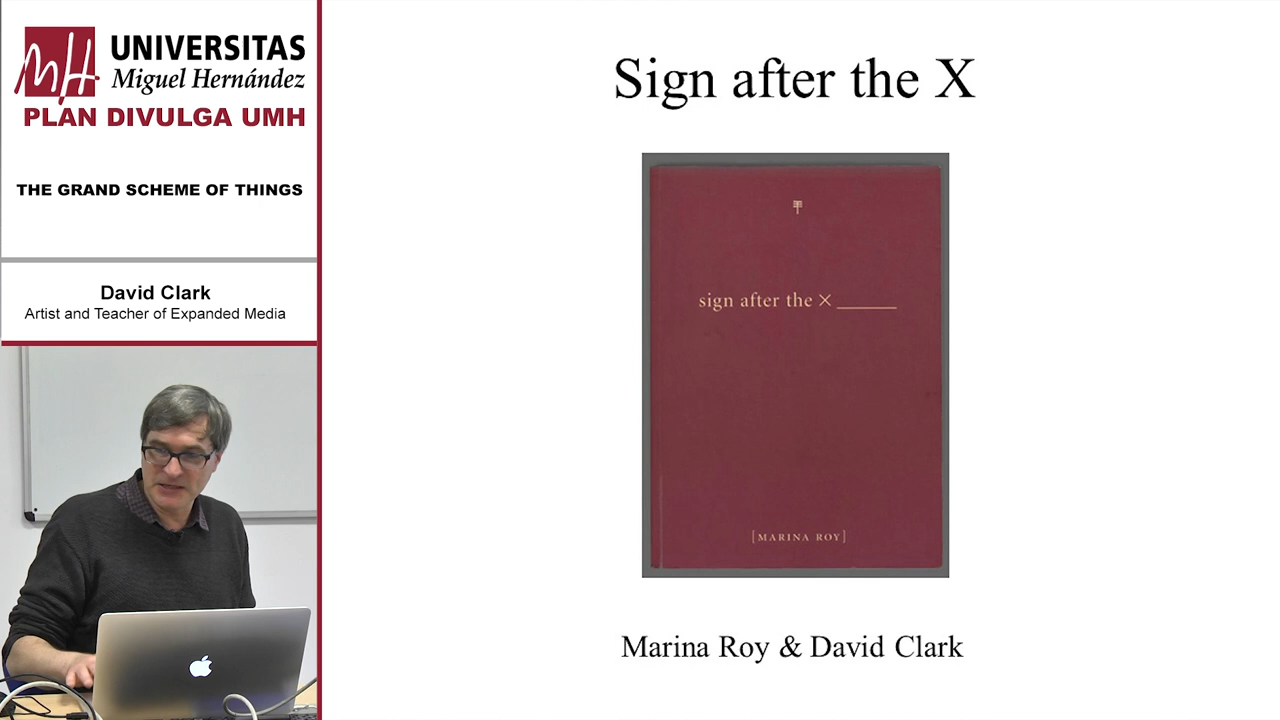 MH
UNIVERSITAS
Miguel Hernández
PLAN DIVULGA UMH
THE GRAND SCHEME OF THINGS
David Clark
Artist and Teacher of Expanded Media
Sign after the X
sign after the X ______
[MARINA ROY]
Marina Roy & David Clark